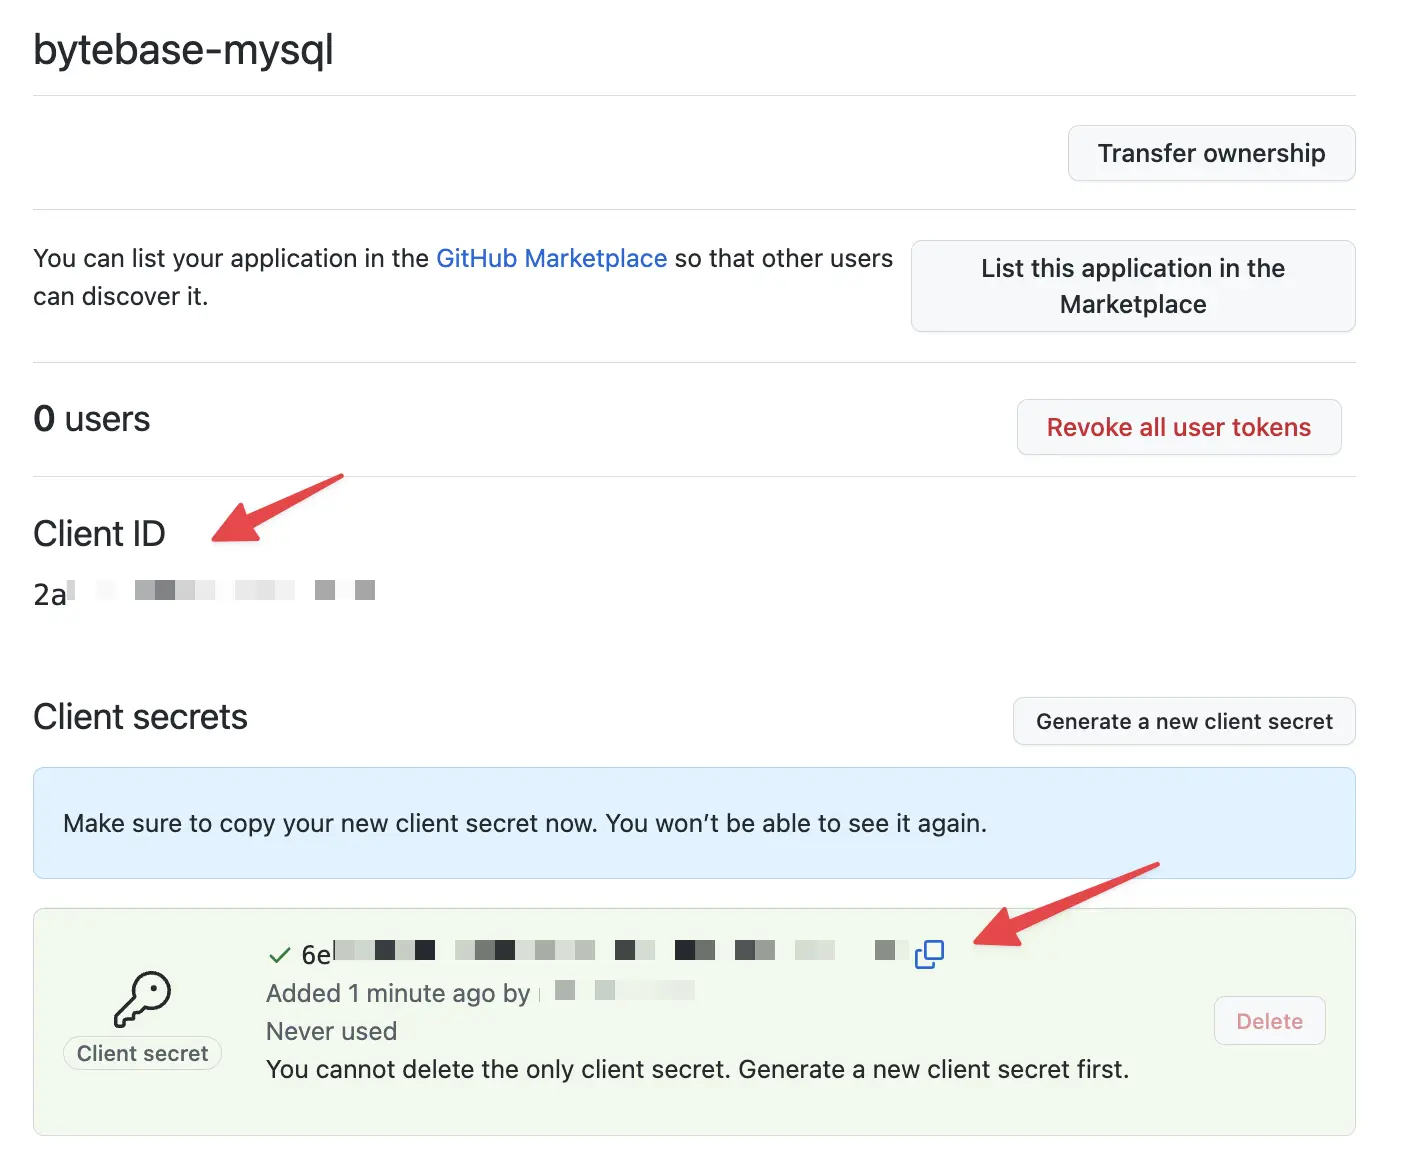 bytebase-mysql
Transfer ownership
You can list your application in the GitHub Marketplace so that other users
can discover it.
List this application in the
Marketplace
0 users
Revoke all user tokens
Client ID
2a
Client secrets
Generate a new client secret
Make sure to copy your new client secret now. You won’t be able to see it again.
6e
Added 1 minute ago by
Never used
You cannot delete the only client secret. Generate a new client secret first.
Client secret
Delete